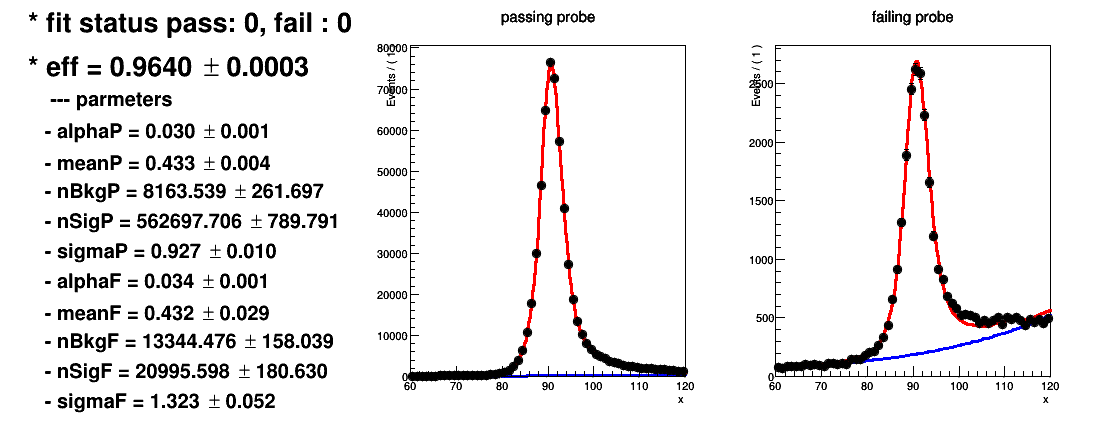 * fit status pass: 0, fail : 0
* eff = 0.9640 ± 0.0003
--- parmeters
- alphaP = 0.030 ± 0.001
- meanP = 0.433 ± 0.004
- nBkgP = 8163.539 ± 261.697
- nSigP = 562697.706 ± 789.791
- sigmaP = 0.927 ± 0.010
- alphaF = 0.034 ± 0.001
- meanF = 0.432 ± 0.029
- nBkgF = 13344.476 ± 158.039
- nSigF = 20995.598 ± 180.630
- sigmaF = 1.323 ± 0.052
passing probe
Events / ( 1 )
80000
70000
60000
50000
40000
30000
20000
10000
0
60 70 80 90 100 110 120
x
failing probe
Events / ( 1 )
2500
2000
1500
1000
500
0
60 70 80 90 100 110 120
x